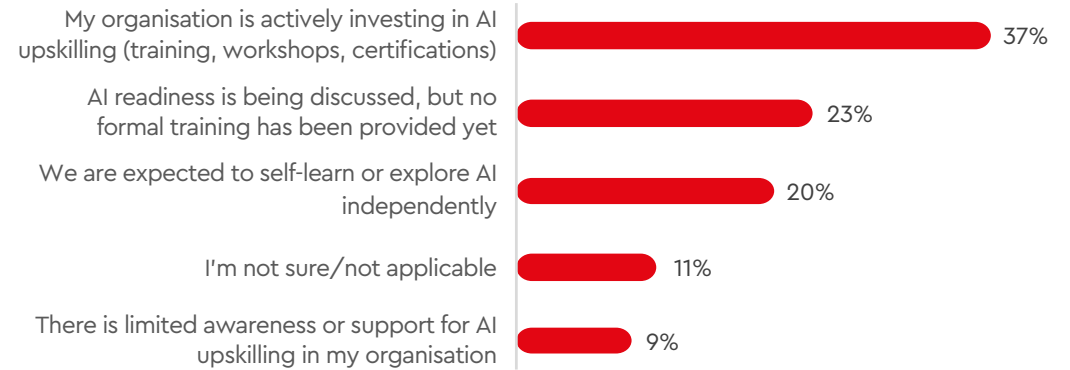 My organisation is actively investing in AI
upskilling (training, workshops, certifications)
37%
AI readiness is being discussed, but no
formal training has been provided yet
23%
We are expected to self-learn or explore AI
independently
20%
I'm not sure/not applicable
11%
There is limited awareness or support for AI
upskilling in my organisation
9%